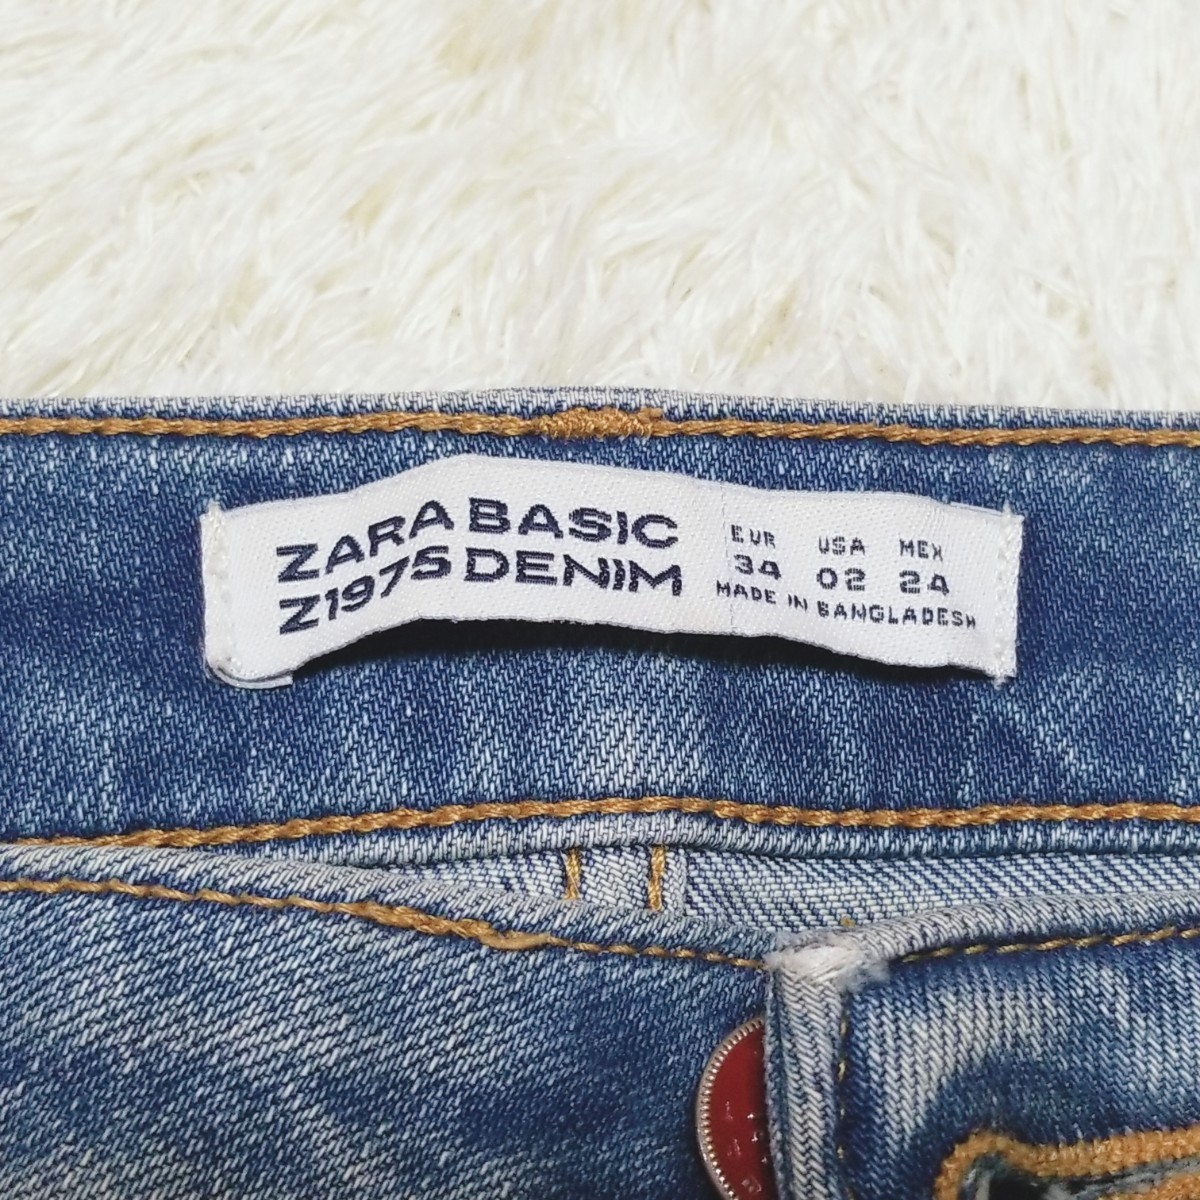 ZARA BASIC
Z1975 DENIM
EUR USA MEX
34 02 24
MADE IN BANGLADESH